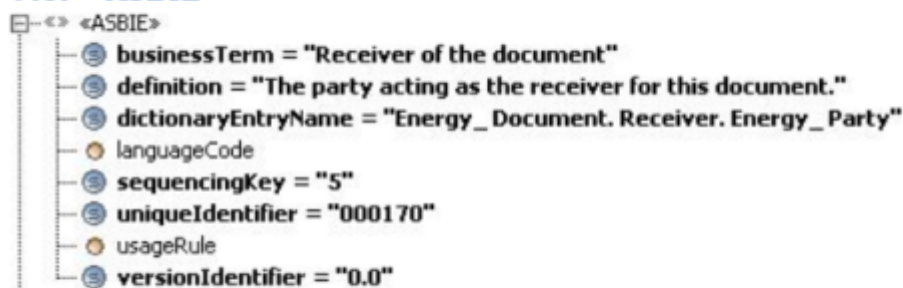 «ASBIE»
businessTerm = "Receiver of the document"
definition = "The party acting as the receiver for this document."
dictionaryEntryName = "Energy_ Document. Receiver. Energy_ Party"
languageCode
sequencingKey = "5"
uniqueIdentifier = "000170"
usageRule
versionIdentifier = "0.0"